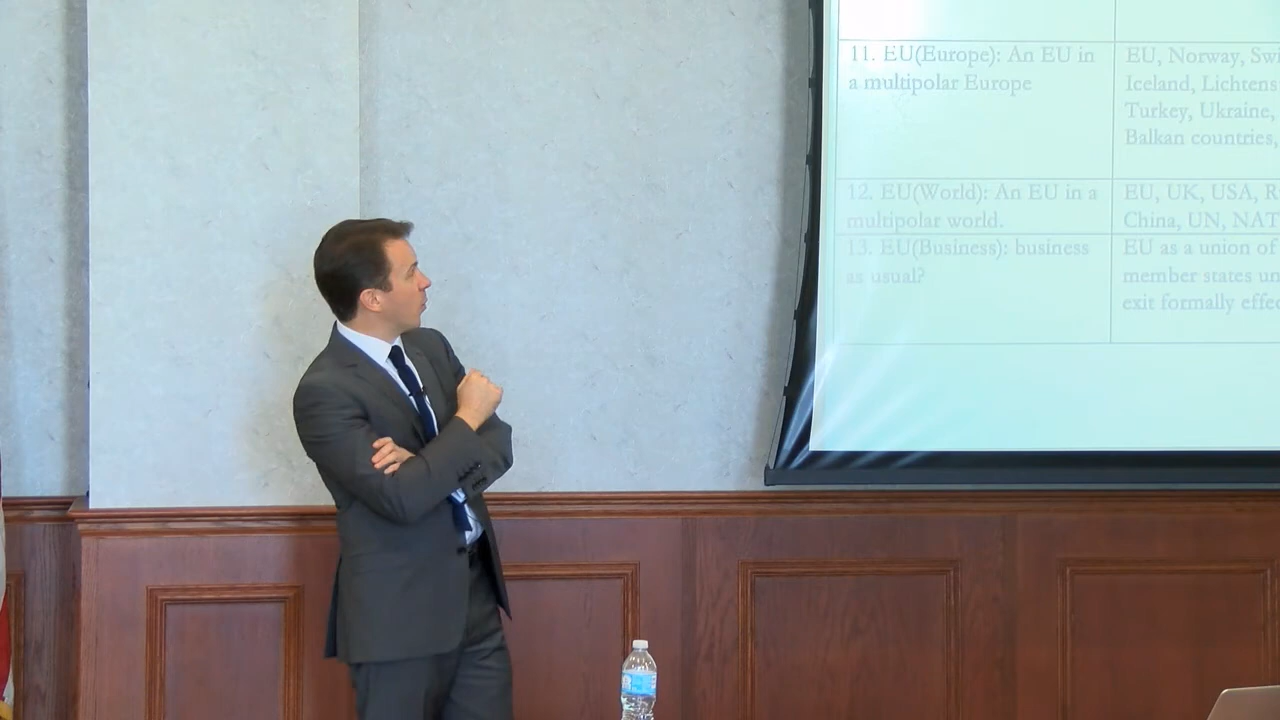 11. EU(Europe): An EU in
a multipolar Europe
EU, Norway, Swi
Iceland, Lichtens
Turkey, Ukraine,
Balkan countries,
12. EU(World): An EU in a
multipolar world.
EU, UK, USA, R
China, UN, NAT
13. EU(Business): business
as usual?
EU as a union of
member states un
exit formally effec